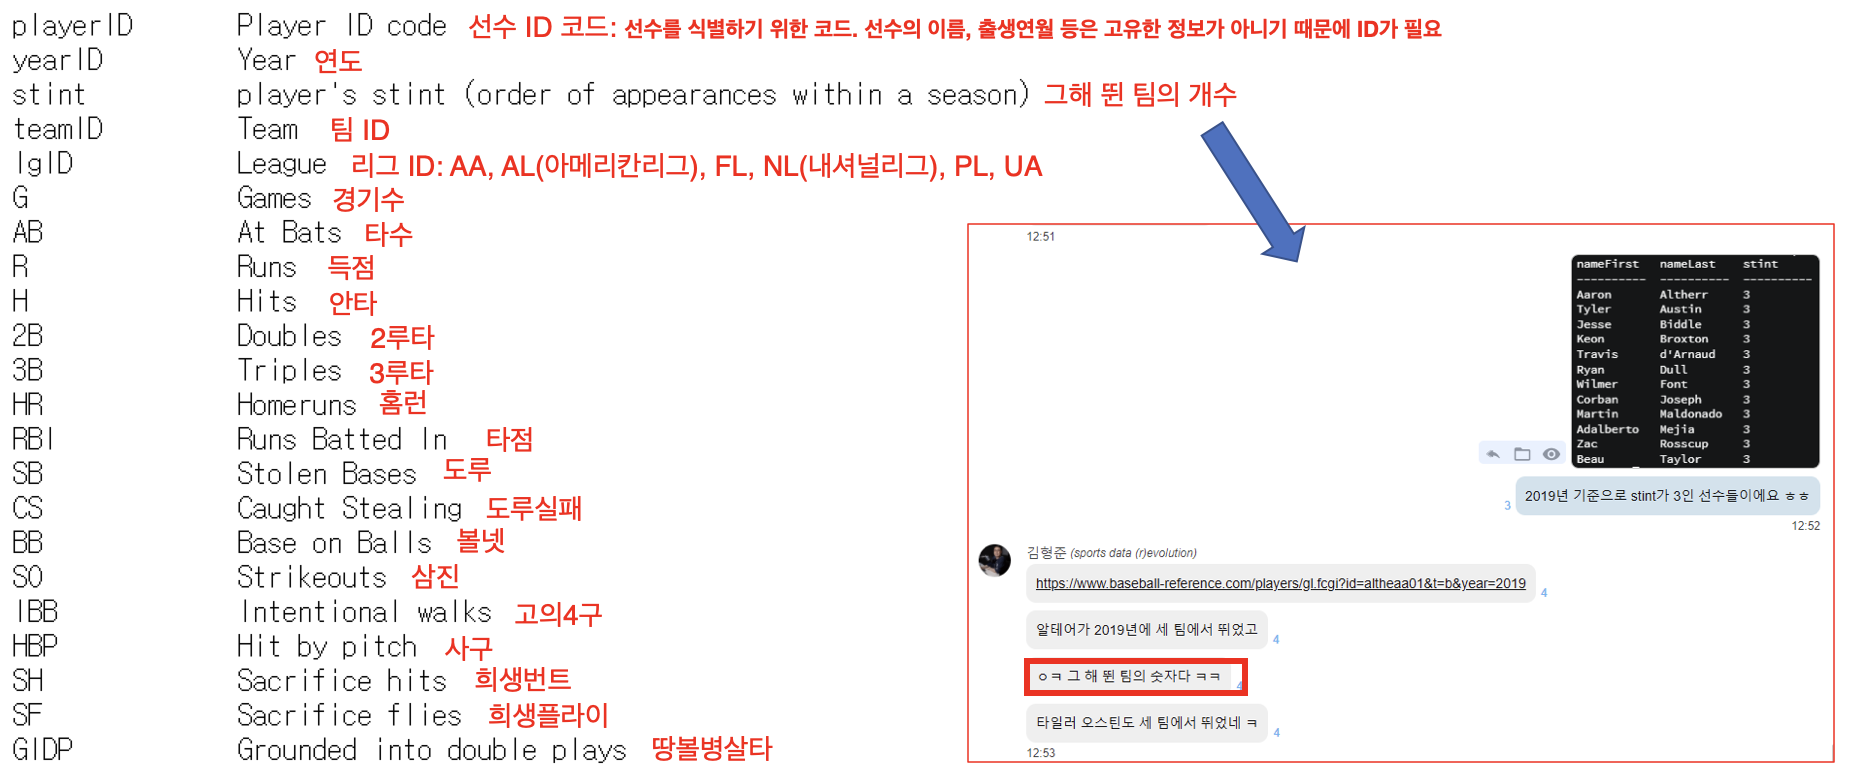 playerID Player ID code 선수 ID 코드: 선수를 식별하기 위한 코드. 선수의 이름, 출생연월 등은 고유한 정보가 아니기 때문에 ID가 필요
yearID Year 연도
stint player's stint (order of appearances within a season) 그해 뛴 팀의 개수
teamID Team 팀 ID
lgID League 리그 ID: AA, AL(아메리칸리그), FL, NL(내셔널리그), PL, UA
G Games 경기수
AB At Bats 타수
R Runs 득점
H Hits 안타
2B Doubles 2루타
3B Triples 3루타
HR Homeruns 홈런
RBI Runs Batted In 타점
SB Stolen Bases 도루
CS Caught Stealing 도루실패
BB Base on Balls 볼넷
SO Strikeouts 삼진
IBB Intentional walks 고의4구
HBP Hit by pitch 사구
SH Sacrifice hits 희생번트
SF Sacrifice flies 희생플라이
GIDP Grounded into double plays 땅볼병살타
12:51
nameFirst nameLast stint
---------- ---------- ----------
Aaron Altherr 3
Tyler Austin 3
Jesse Biddle 3
Keon Broxton 3
Travis d'Arnaud 3
Ryan Dull 3
Wilmer Font 3
Corban Joseph 3
Martin Maldonado 3
Adalberto Mejia 3
Zac Rosscup 3
Beau Taylor 3
3 2019년 기준으로 stint가 3인 선수들이에요 ㅎㅎ
12:52
김형준 (sports data (r)evolution)
https://www.baseball-reference.com/players/gl.fcgi?id=altheaa01&t=b&year=2019 4
알테어가 2019년에 세 팀에서 뛰었고 4
ㅇㅋ 그 해 뛴 팀의 숫자다 ㅋㅋ 4
타일러 오스틴도 세 팀에서 뛰었네 ㅋ 4
12:53